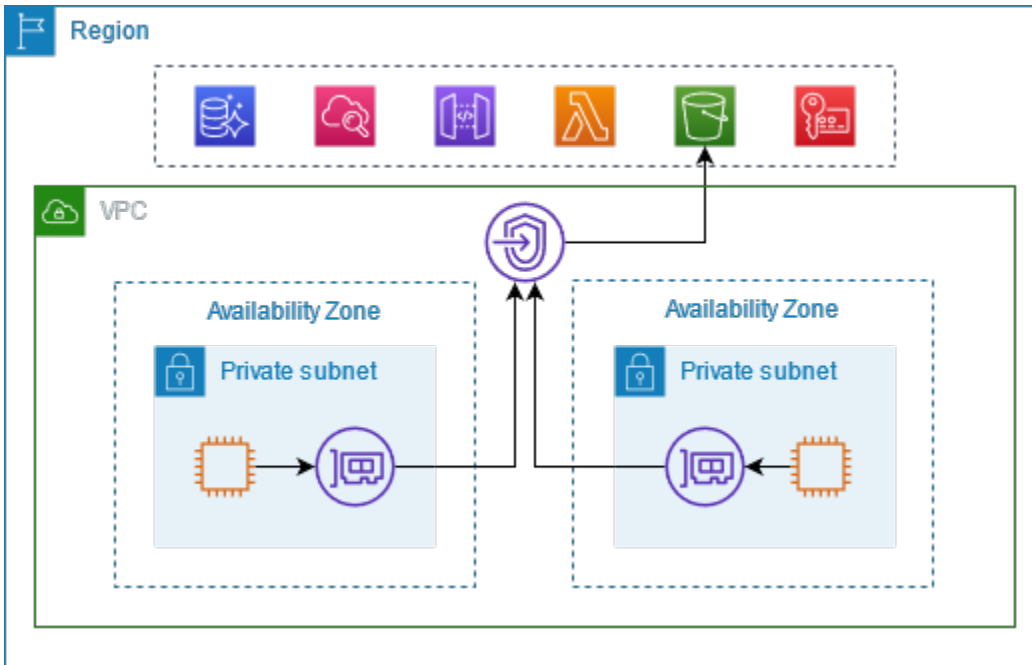 Region
VPC
Availability Zone
Availability Zone
Private subnet
Private subnet